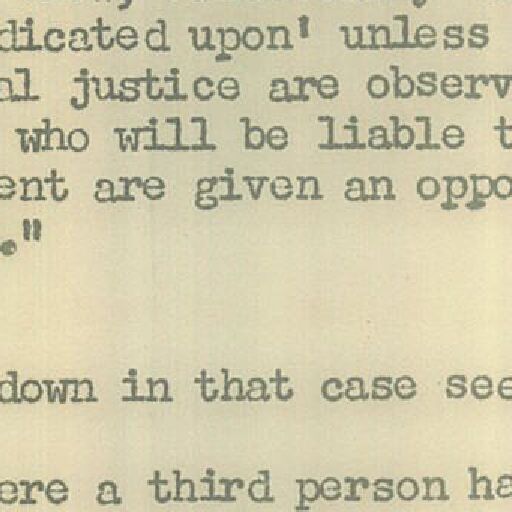 dicated upon' unless
al justice are observ
who will be liable t
ent are given an oppo
."
down in that case see
ere a third person ha